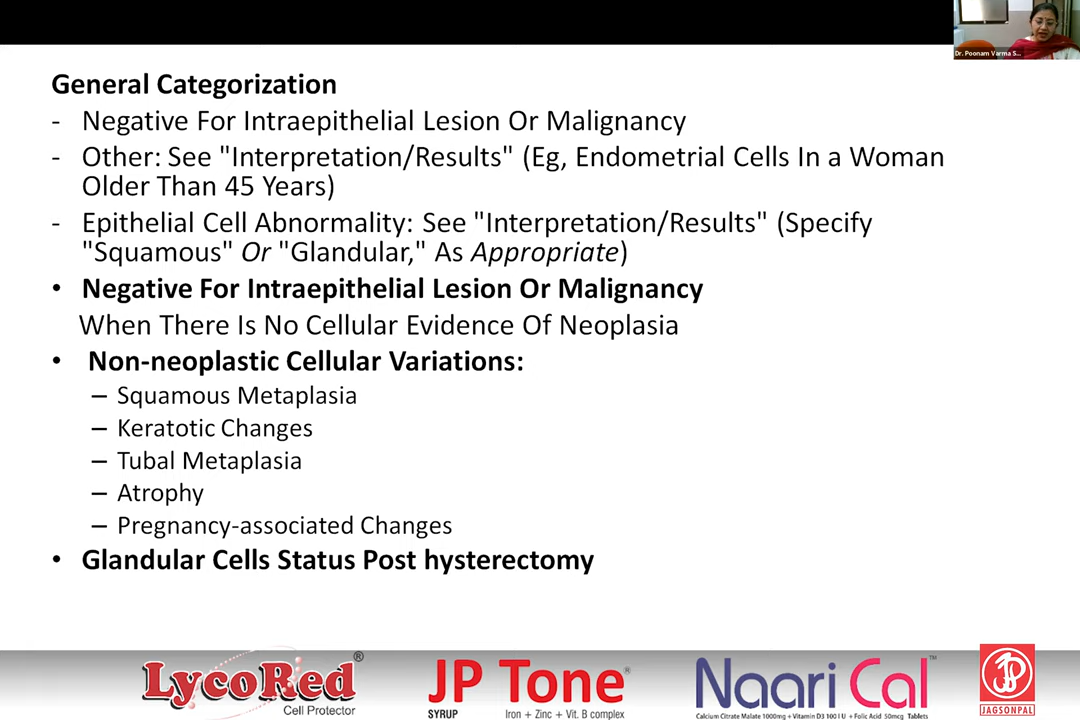 Dr. Poonam Varma S...
General Categorization
- Negative For Intraepithelial Lesion Or Malignancy
- Other: See "Interpretation/Results" (Eg, Endometrial Cells In a Woman
Older Than 45 Years)
- Epithelial Cell Abnormality: See "Interpretation/Results" (Specify
"Squamous" Or "Glandular," As Appropriate)
• Negative For Intraepithelial Lesion Or Malignancy
When There Is No Cellular Evidence Of Neoplasia
• Non-neoplastic Cellular Variations:
– Squamous Metaplasia
– Keratotic Changes
– Tubal Metaplasia
– Atrophy
– Pregnancy-associated Changes
• Glandular Cells Status Post hysterectomy
LycoRed®
Cell Protector
JP Tone®
SYRUP Iron + Zinc + Vit. B complex
Naari Cal™
Calcium Citrate Malate 1000mg + Vitamin D3 100 I U + Folic Acid 50mcg Tablets
JAGSONPAL